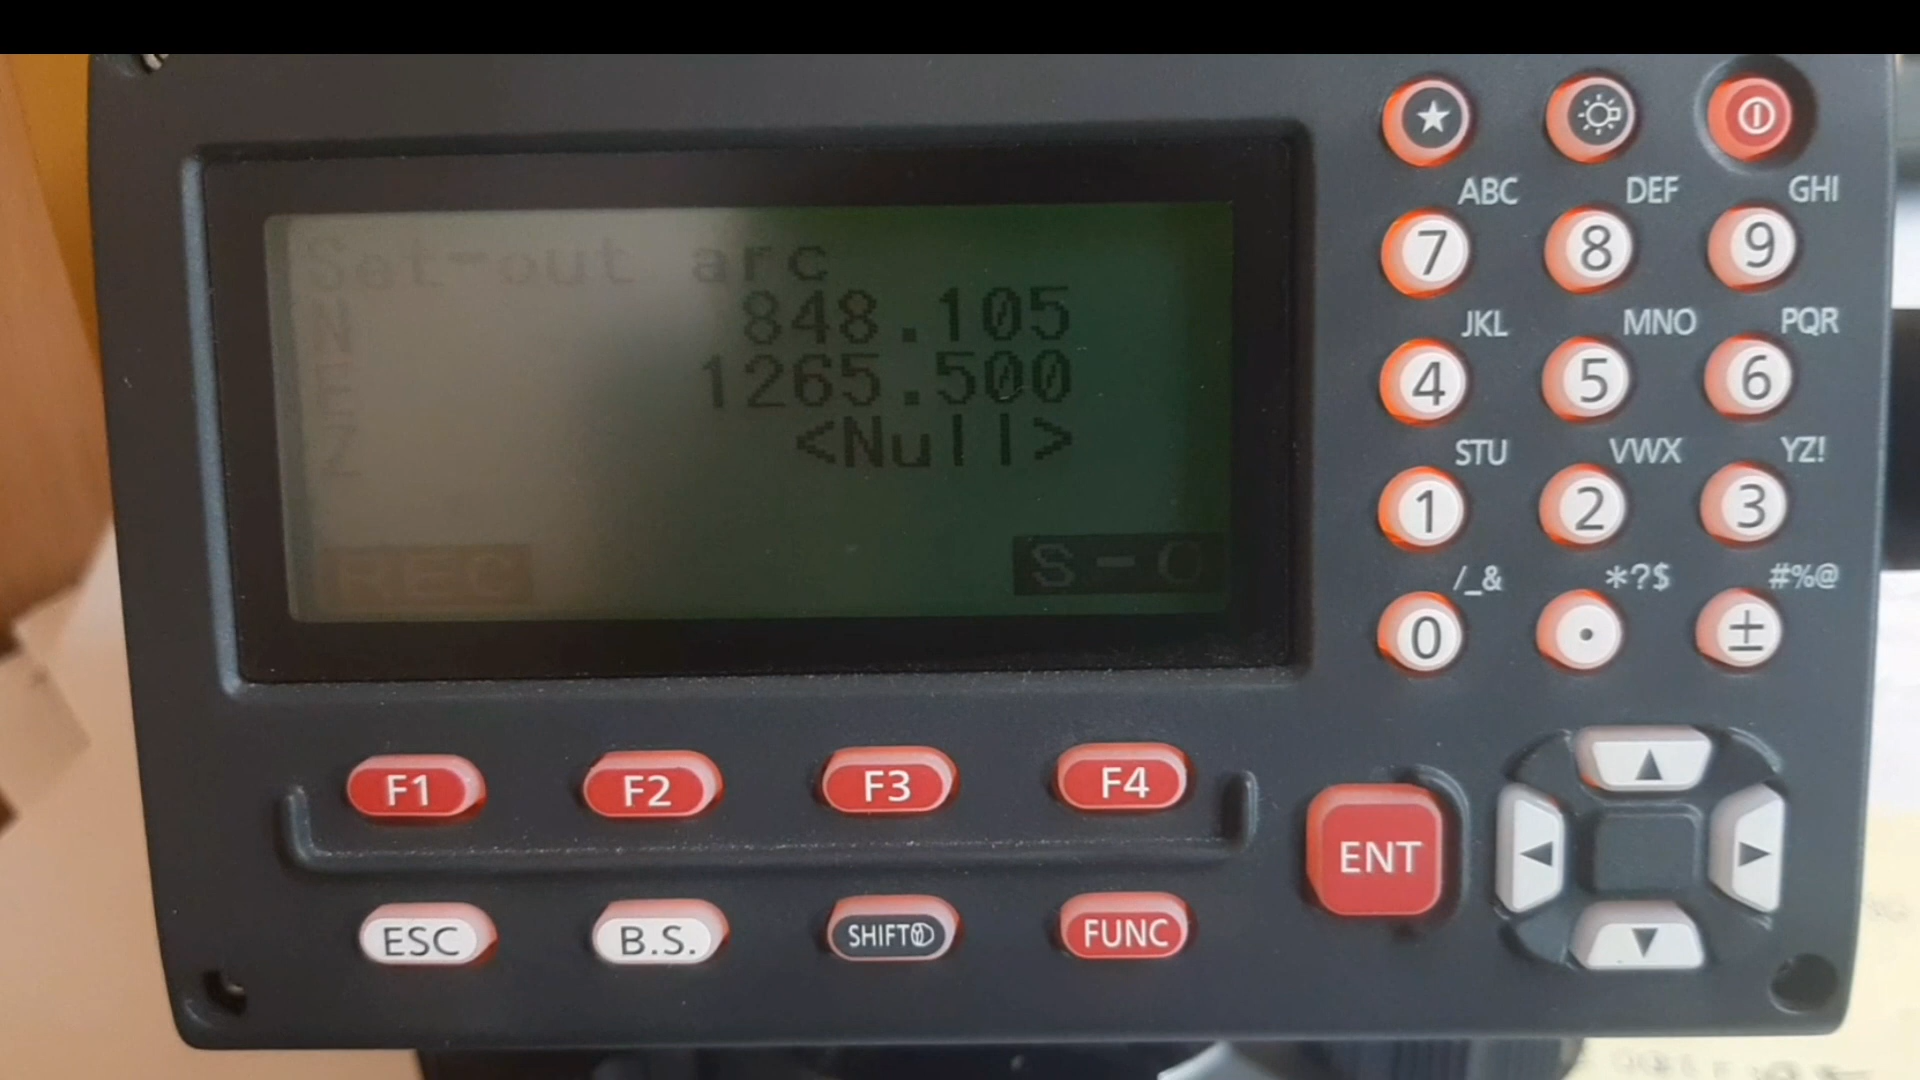 Set-out arc
N 848.105
E 1265.500
Z <Null>
REC S-O
ABC DEF GHI
7 8 9
JKL MNO PQR
4 5 6
STU VWX YZ!
1 2 3
/_& *?$ #%@
0 . ±
F1 F2 F3 F4
ENT
ESC B.S. SHIFT FUNC